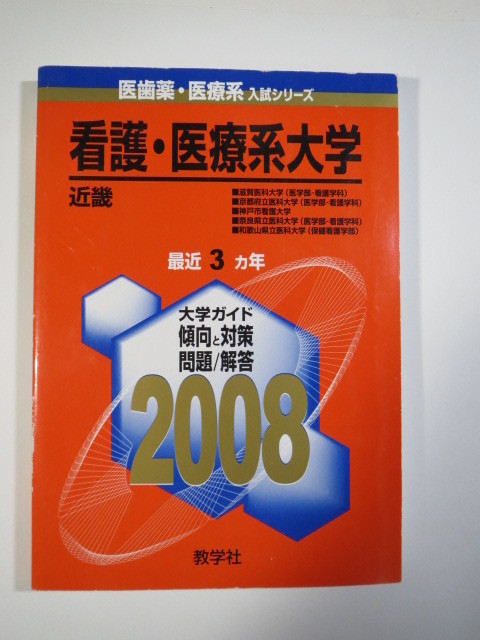 医歯薬・医療系 入試シリーズ
看護・医療系大学
近畿
■滋賀医科大学(医学部-看護学科)
■京都府立医科大学(医学部-看護学科)
■神戸市看護大学
■奈良県立医科大学(医学部-看護学科)
■和歌山県立医科大学(保健看護学部)
最近 3 カ年
大学ガイド
傾向と対策
問題/解答
2008
教学社